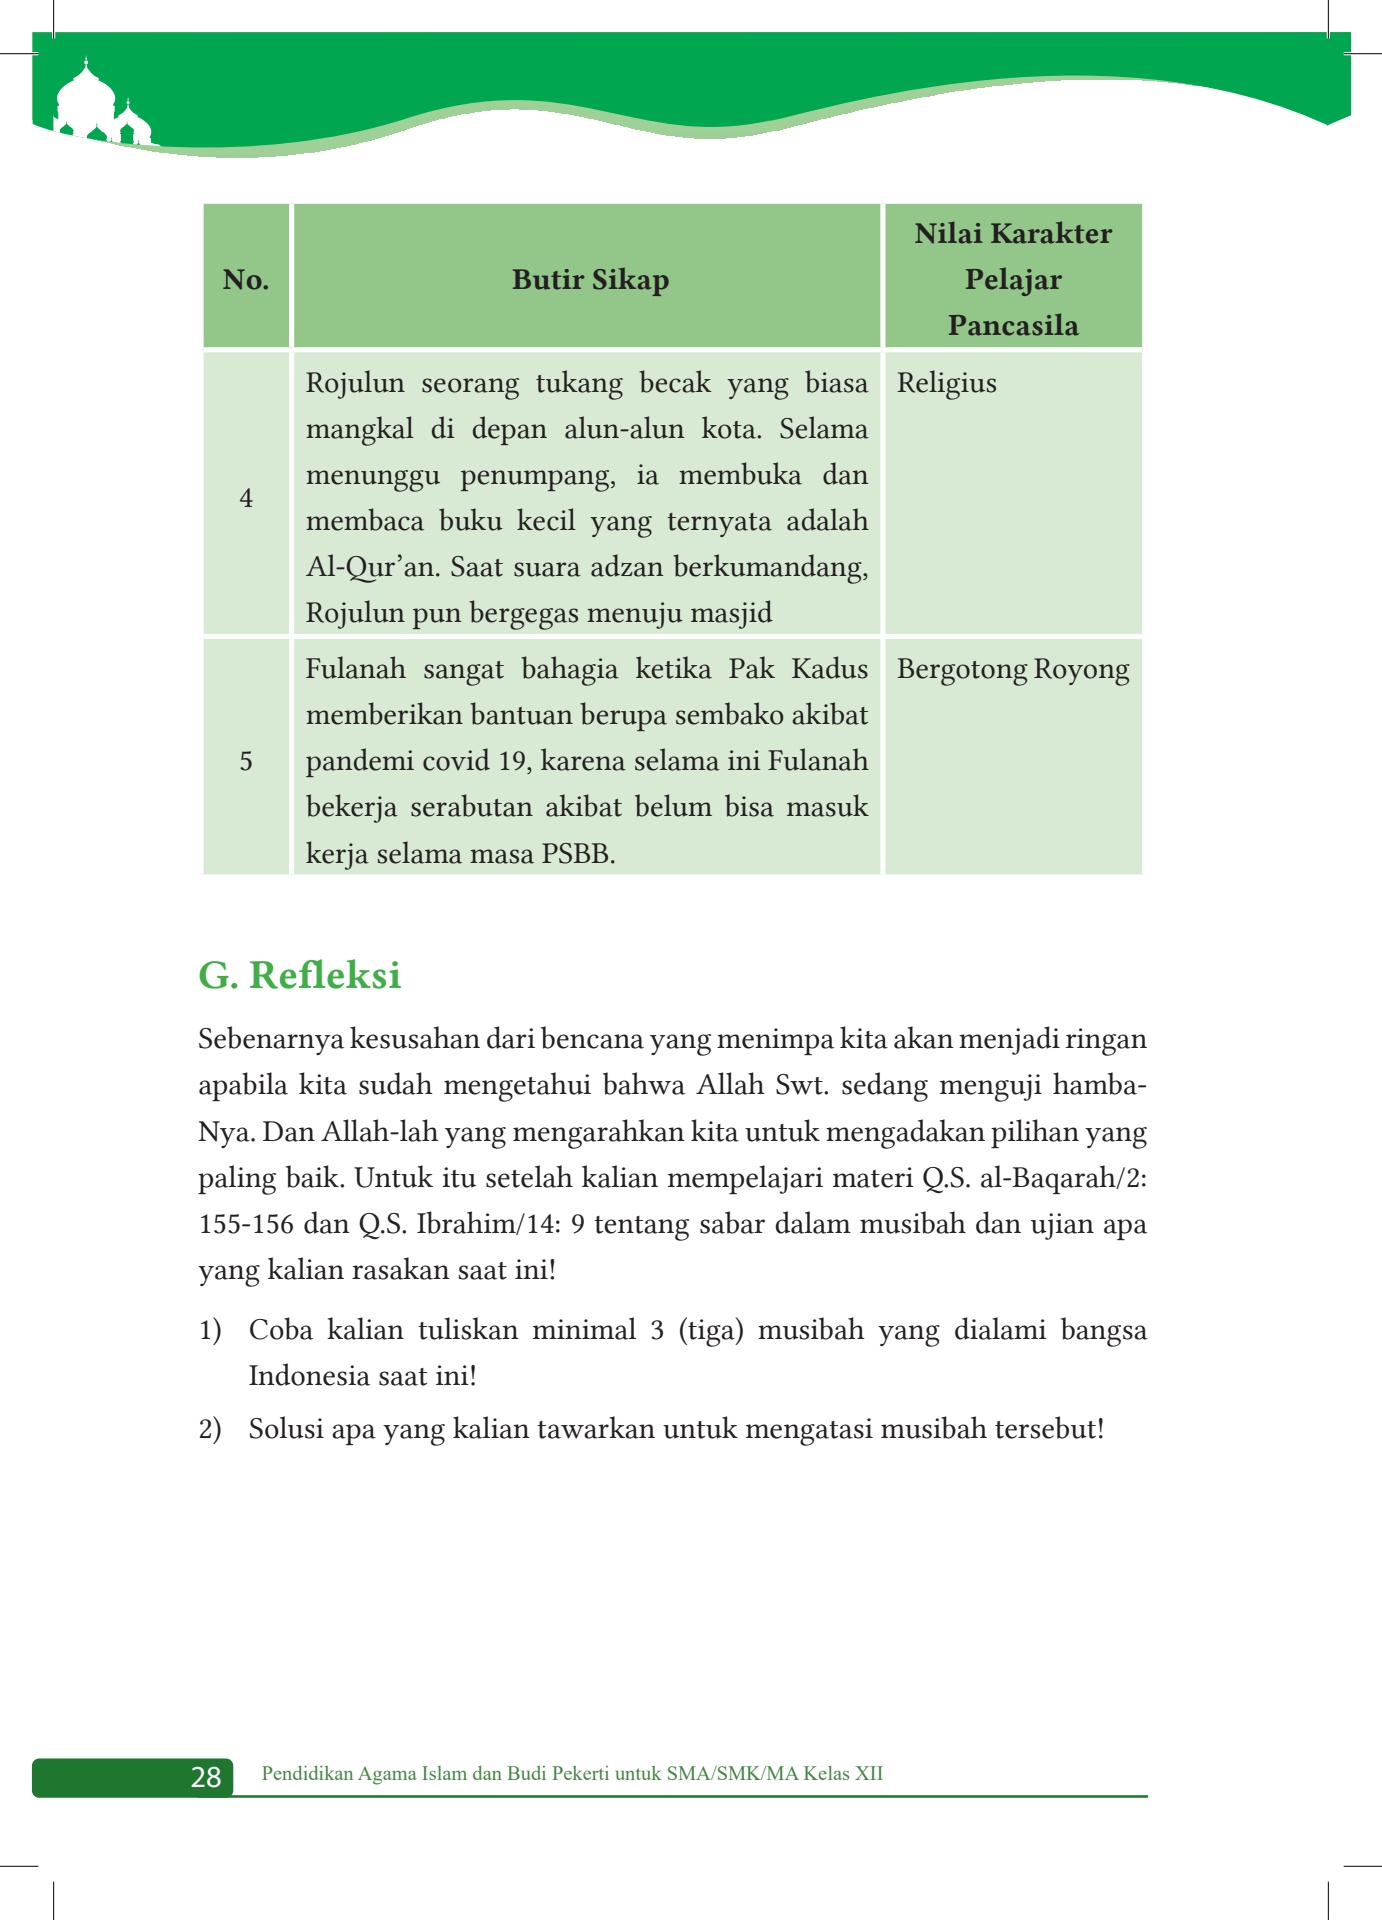 No.
Butir Sikap
Nilai Karakter
Pelajar
Pancasila
4
Rojulun seorang tukang becak yang biasa
mangkal di depan alun-alun kota. Selama
menunggu penumpang, ia membuka dan
membaca buku kecil yang ternyata adalah
Al-Qur’an. Saat suara adzan berkumandang,
Rojulun pun bergegas menuju masjid
Religius
5
Fulanah sangat bahagia ketika Pak Kadus
memberikan bantuan berupa sembako akibat
pandemi covid 19, karena selama ini Fulanah
bekerja serabutan akibat belum bisa masuk
kerja selama masa PSBB.
Bergotong Royong
G. Refleksi
Sebenarnya kesusahan dari bencana yang menimpa kita akan menjadi ringan
apabila kita sudah mengetahui bahwa Allah Swt. sedang menguji hamba-
Nya. Dan Allah-lah yang mengarahkan kita untuk mengadakan pilihan yang
paling baik. Untuk itu setelah kalian mempelajari materi Q.S. al-Baqarah/2:
155-156 dan Q.S. Ibrahim/14: 9 tentang sabar dalam musibah dan ujian apa
yang kalian rasakan saat ini!
1) Coba kalian tuliskan minimal 3 (tiga) musibah yang dialami bangsa
Indonesia saat ini!
2) Solusi apa yang kalian tawarkan untuk mengatasi musibah tersebut!
28 Pendidikan Agama Islam dan Budi Pekerti untuk SMA/SMK/MA Kelas XII